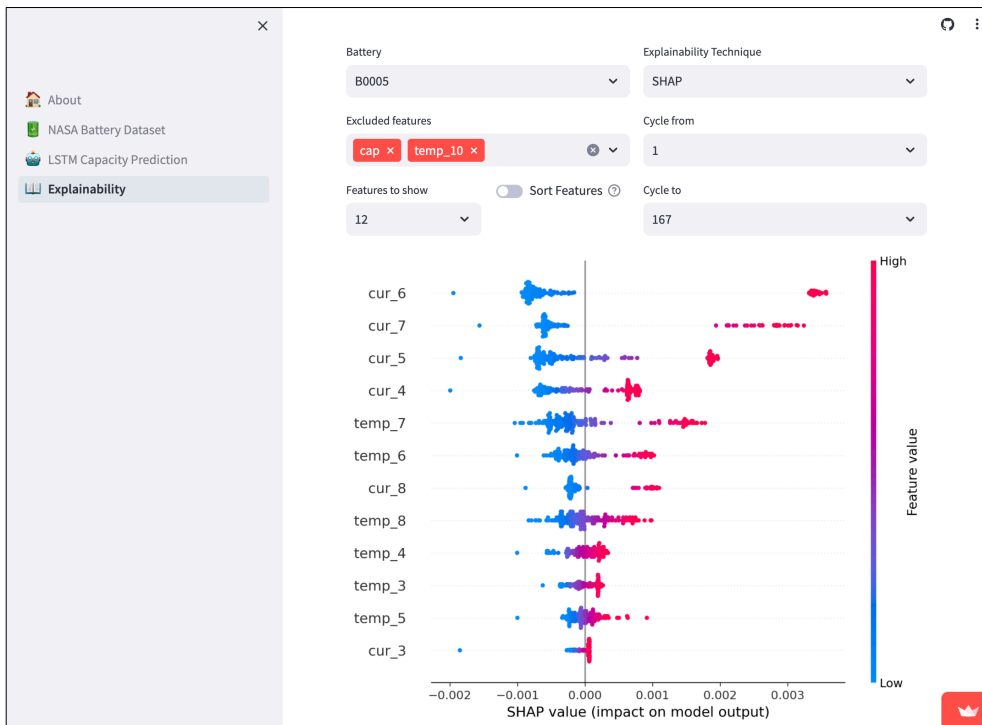 About
NASA Battery Dataset
LSTM Capacity Prediction
Explainability
Battery
Explainability Technique
B0005
SHAP
Excluded features
Cycle from
cap
temp_10
1
Features to show
Sort Features
Cycle to
12
167
High
cur_6
cur_7
cur_5
cur_4
temp_7
temp_6
cur_8
temp_8
temp_4
temp_3
temp_5
cur_3
Feature value
Low
−0.002 −0.001 0.000 0.001 0.002 0.003
SHAP value (impact on model output)